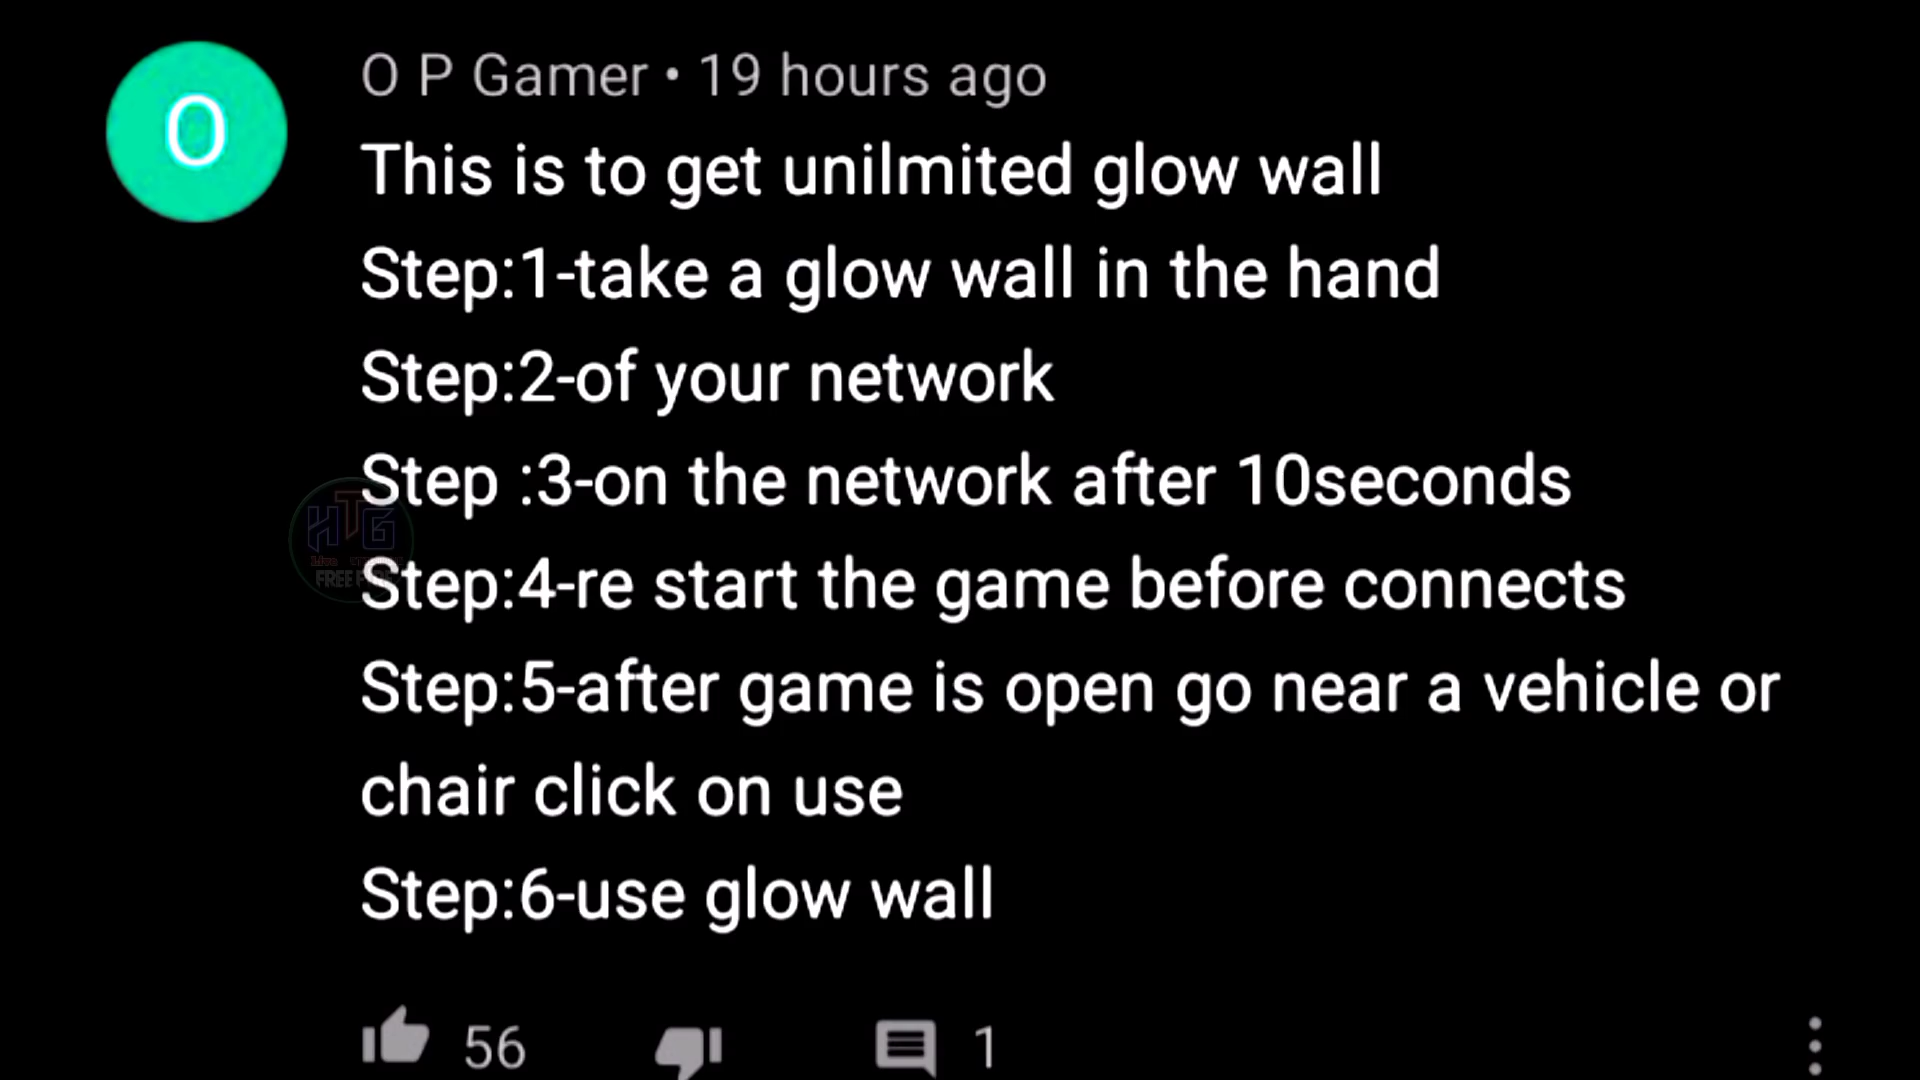 O
O P Gamer • 19 hours ago
This is to get unilmited glow wall
Step:1-take a glow wall in the hand
Step:2-of your network
Step :3-on the network after 10seconds
HTG
FREE FIRE
Step:4-re start the game before connects
Step:5-after game is open go near a vehicle or
chair click on use
Step:6-use glow wall
56
1